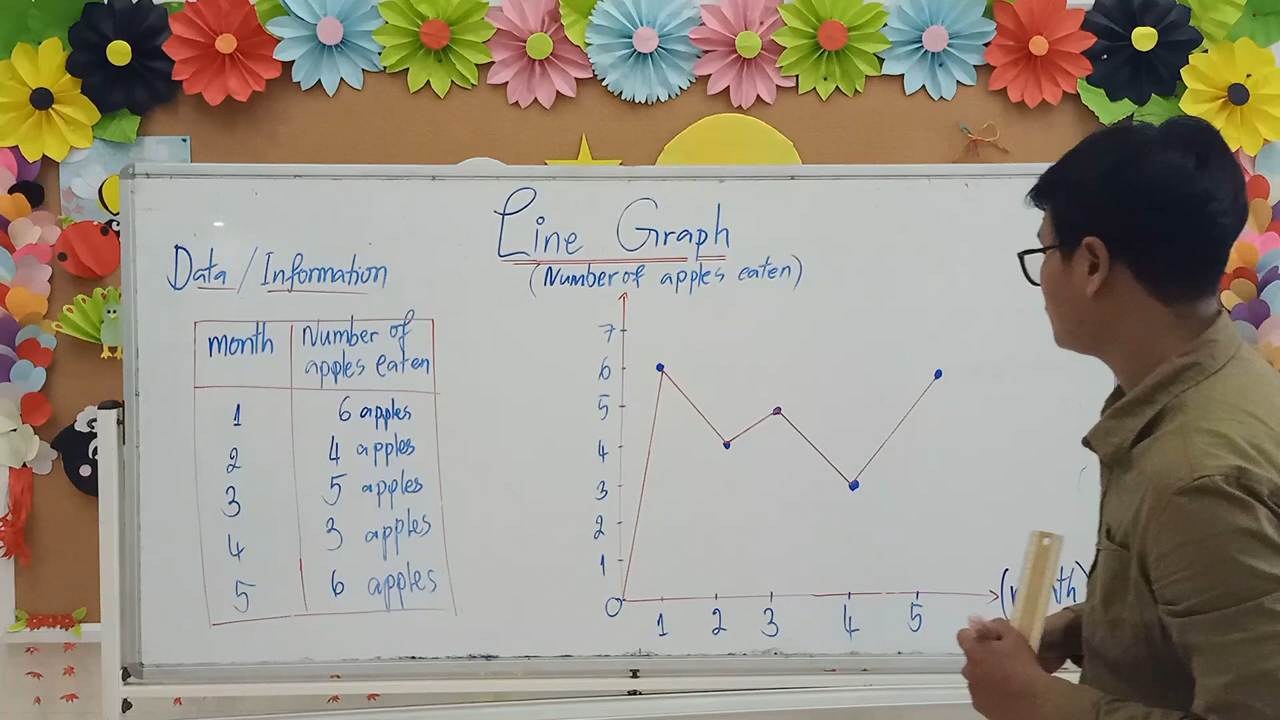 Line Graph
(Number of apples eaten)
Data / Information
month Number of apples eaten
1 6 apples
2 4 apples
3 5 apples
4 3 apples
5 6 apples
7
6
5
4
3
2
1
0
1 2 3 4 5